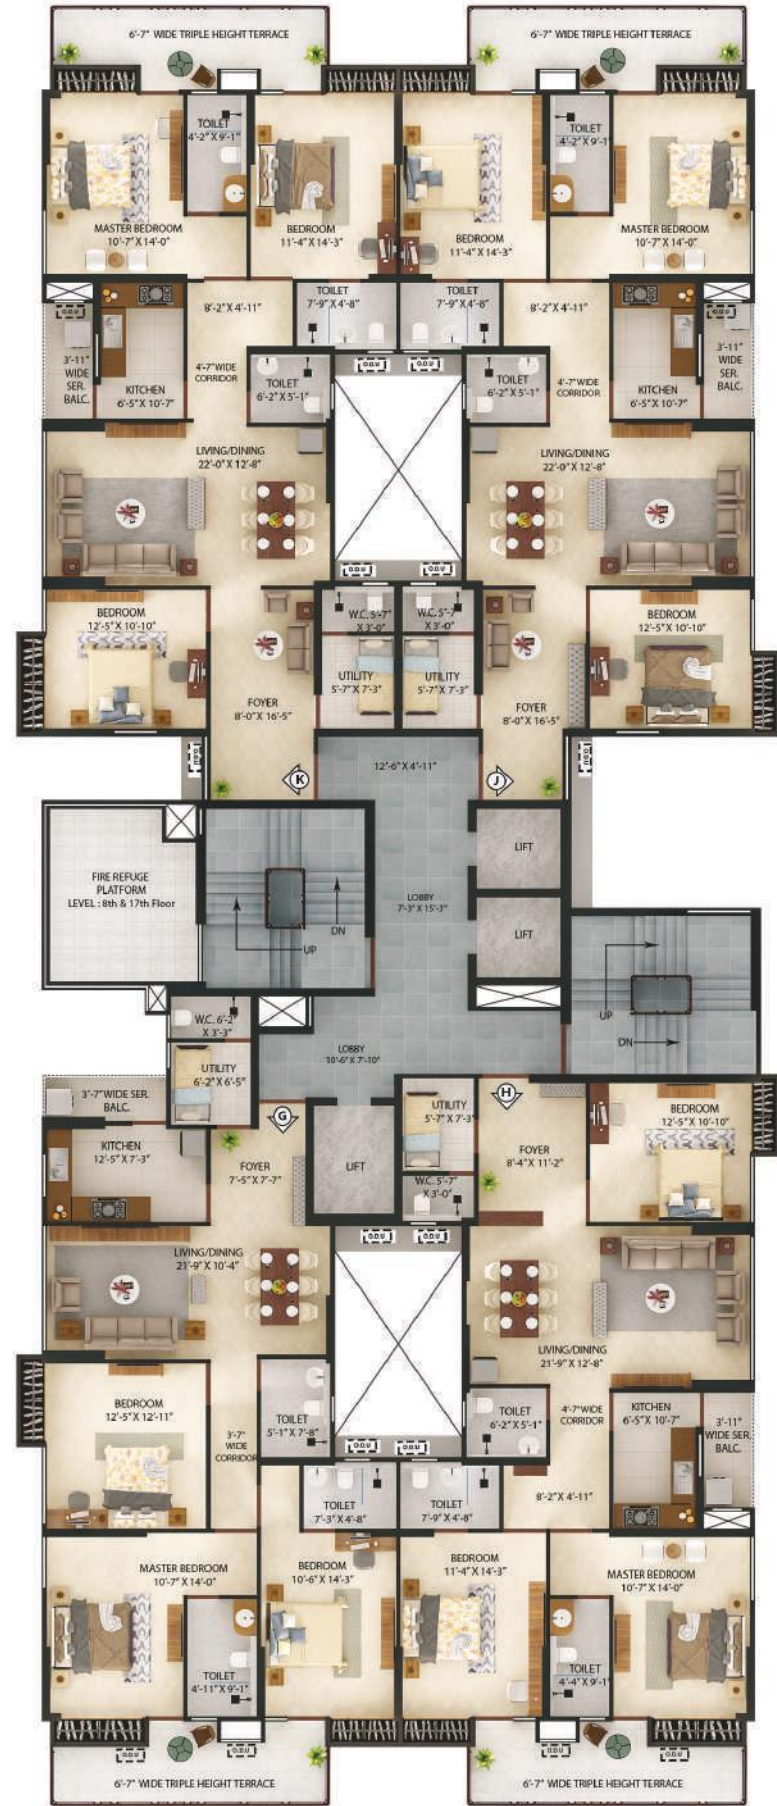 6'-7" WIDE TRIPLE HEIGHT TERRACE
6'-7" WIDE TRIPLE HEIGHT TERRACE
TOILET
4'-2" X 9'-1"
TOILET
4'-2" X 9'-1"
MASTER BEDROOM
10'-7" X 14'-0"
BEDROOM
11'-4" X 14'-3"
BEDROOM
11'-4" X 14'-3"
MASTER BEDROOM
10'-7" X 14'-0"
O.D.U
3'-11"
WIDE
SER.
BALC.
KITCHEN
6'-5" X 10'-7"
8'-2" X 4'-11"
4'-7" WIDE
CORRIDOR
TOILET
7'-9" X 4'-8"
TOILET
6'-2" X 5'-1"
O.D.U
O.D.U
TOILET
7'-9" X 4'-8"
TOILET
6'-2" X 5'-1"
8'-2" X 4'-11"
4'-7" WIDE
CORRIDOR
KITCHEN
6'-5" X 10'-7"
O.D.U
3'-11"
WIDE
SER.
BALC.
LIVING/DINING
22'-0" X 12'-8"
LIVING/DINING
22'-0" X 12'-8"
O.D.U
O.D.U
BEDROOM
12'-5" X 10'-10"
W.C. 5'-7"
X 3'-0"
W.C. 5'-7"
X 3'-0"
BEDROOM
12'-5" X 10'-10"
UTILITY
5'-7" X 7'-3"
UTILITY
5'-7" X 7'-3"
FOYER
8'-0" X 16'-5"
FOYER
8'-0" X 16'-5"
O.D.U
K
12'-6" X 4'-11"
J
O.D.U
LIFT
FIRE REFUGE
PLATFORM
LEVEL : 8th & 17th Floor
UP
DN
LOBBY
7'-3" X 15'-3"
LIFT
UP
DN
W.C. 6'-2"
X 3'-3"
UTILITY
6'-2" X 6'-5"
LOBBY
10'-6" X 7'-10"
3'-7" WIDE SER.
BALC.
G
H
UTILITY
5'-7" X 7'-3"
BEDROOM
12'-5" X 10'-10"
KITCHEN
12'-5" X 7'-3"
FOYER
7'-5" X 7'-7"
LIFT
W.C. 5'-7"
X 3'-0"
FOYER
8'-4" X 11'-2"
O.D.U
O.D.U
LIVING/DINING
21'-9" X 10'-4"
LIVING/DINING
21'-9" X 12'-8"
BEDROOM
12'-5" X 12'-11"
3'-7"
WIDE
CORRIDOR
TOILET
5'-1" X 7'-8"
O.D.U
O.D.U
TOILET
6'-2" X 5'-1"
4'-7" WIDE
CORRIDOR
KITCHEN
6'-5" X 10'-7"
3'-11"
WIDE SER.
BALC.
TOILET
7'-3" X 4'-8"
TOILET
7'-9" X 4'-8"
8'-2" X 4'-11"
MASTER BEDROOM
10'-7" X 14'-0"
BEDROOM
10'-6" X 14'-3"
BEDROOM
11'-4" X 14'-3"
MASTER BEDROOM
10'-7" X 14'-0"
TOILET
4'-11" X 9'-1"
TOILET
4'-4" X 9'-1"
O.D.U
O.D.U
O.D.U
O.D.U
6'-7" WIDE TRIPLE HEIGHT TERRACE
6'-7" WIDE TRIPLE HEIGHT TERRACE